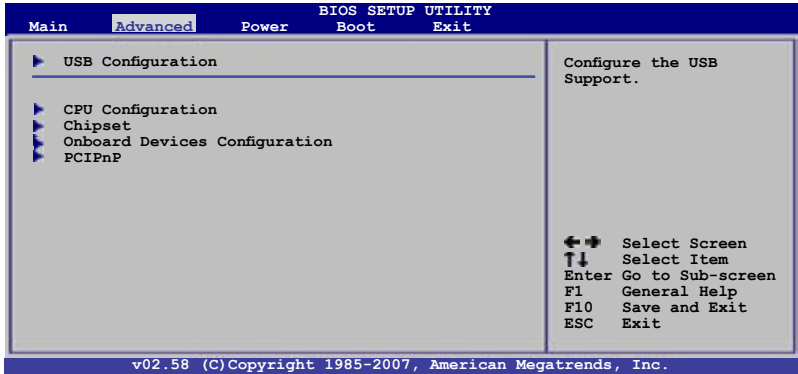 BIOS SETUP UTILITY
Main Advanced Power Boot Exit
USB Configuration
CPU Configuration
Chipset
Onboard Devices Configuration
PCIPnP
Configure the USB
Support.
Select Screen
Select Item
Enter Go to Sub-screen
F1 General Help
F10 Save and Exit
ESC Exit
v02.58 (C)Copyright 1985-2007, American Megatrends, Inc.